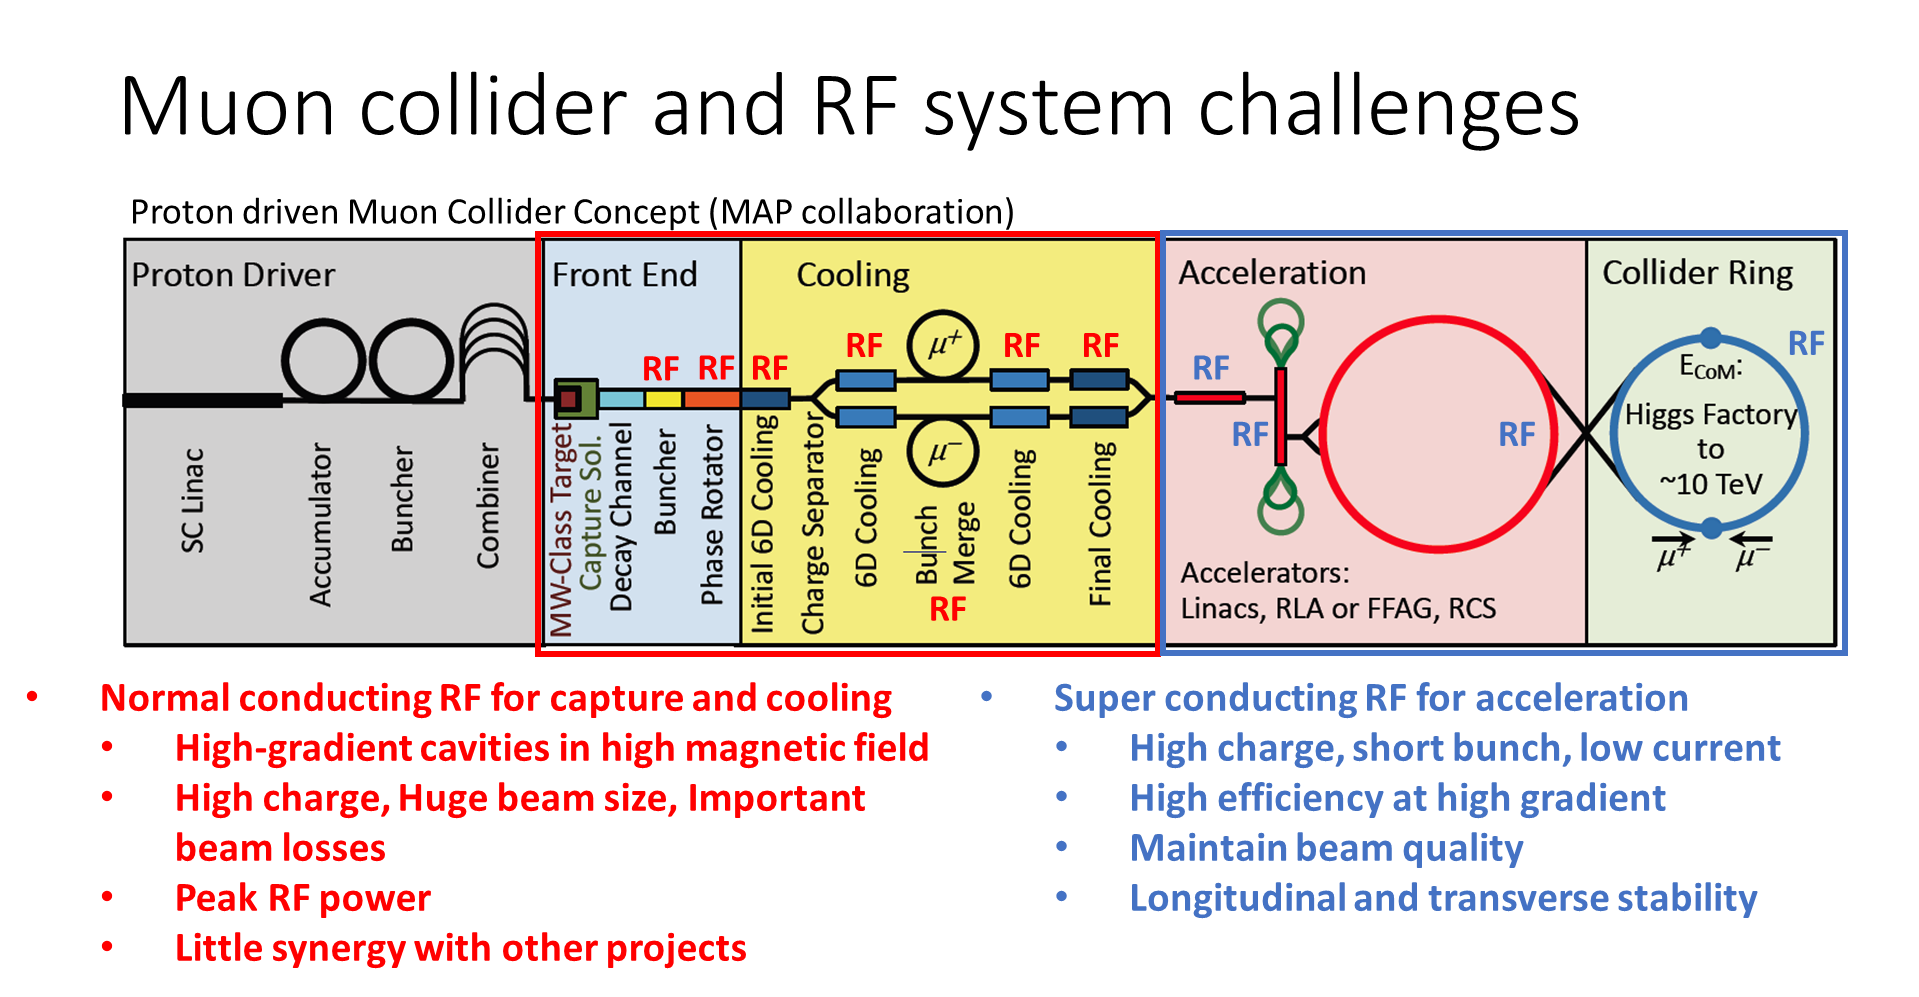 Muon collider and RF system challenges
Proton driven Muon Collider Concept (MAP collaboration)
Proton Driver
SC Linac
Accumulator
Buncher
Combiner
Front End
RF
RF
MW-Class Target
Capture Sol.
Decay Channel
Buncher
Phase Rotator
Cooling
RF
RF
RF
RF
μ+
μ−
Initial 6D Cooling
Charge Separator
6D Cooling
Bunch
Merge
6D Cooling
Final Cooling
RF
Acceleration
RF
RF
RF
Accelerators:
Linacs, RLA or FFAG, RCS
Collider Ring
RF
ECoM:
Higgs Factory
to
~10 TeV
μ+ μ−
• Normal conducting RF for capture and cooling
• High-gradient cavities in high magnetic field
• High charge, Huge beam size, Important
beam losses
• Peak RF power
• Little synergy with other projects
• Super conducting RF for acceleration
• High charge, short bunch, low current
• High efficiency at high gradient
• Maintain beam quality
• Longitudinal and transverse stability